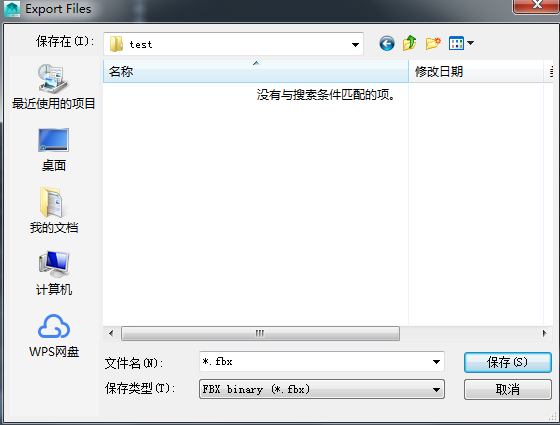 Export Files
保存在(I):
test
最近使用的项目
桌面
我的文档
计算机
WPS网盘
名称
修改日期
没有与搜索条件匹配的项。
文件名(N):
*.fbx
保存(S)
保存类型(T):
FBX binary (*.fbx)
取消